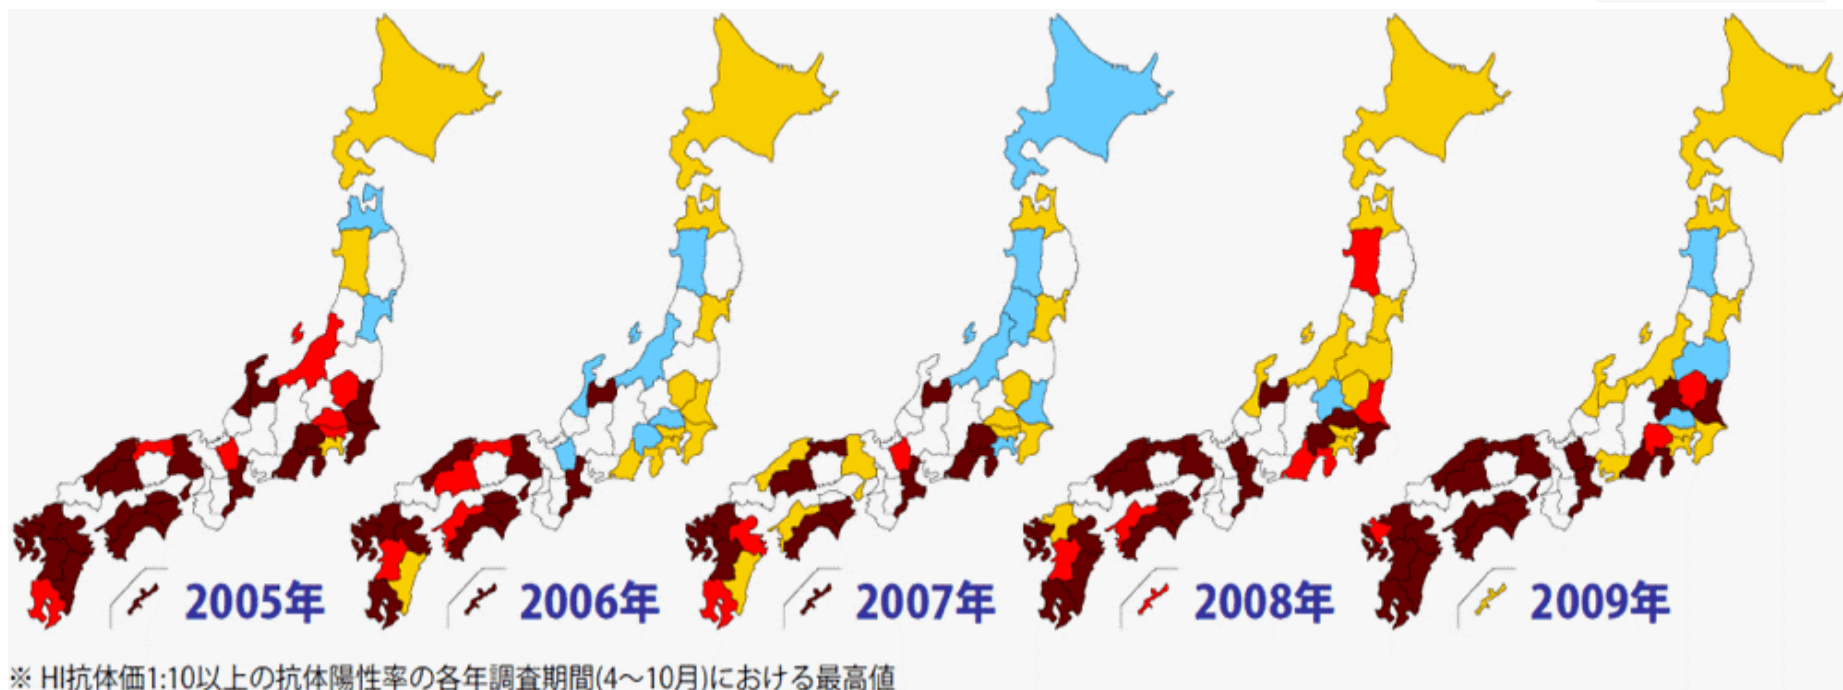 2005年 2006年 2007年 2008年 2009年
※ HI抗体価1:10以上の抗体陽性率の各年調査期間(4～10月)における最高値